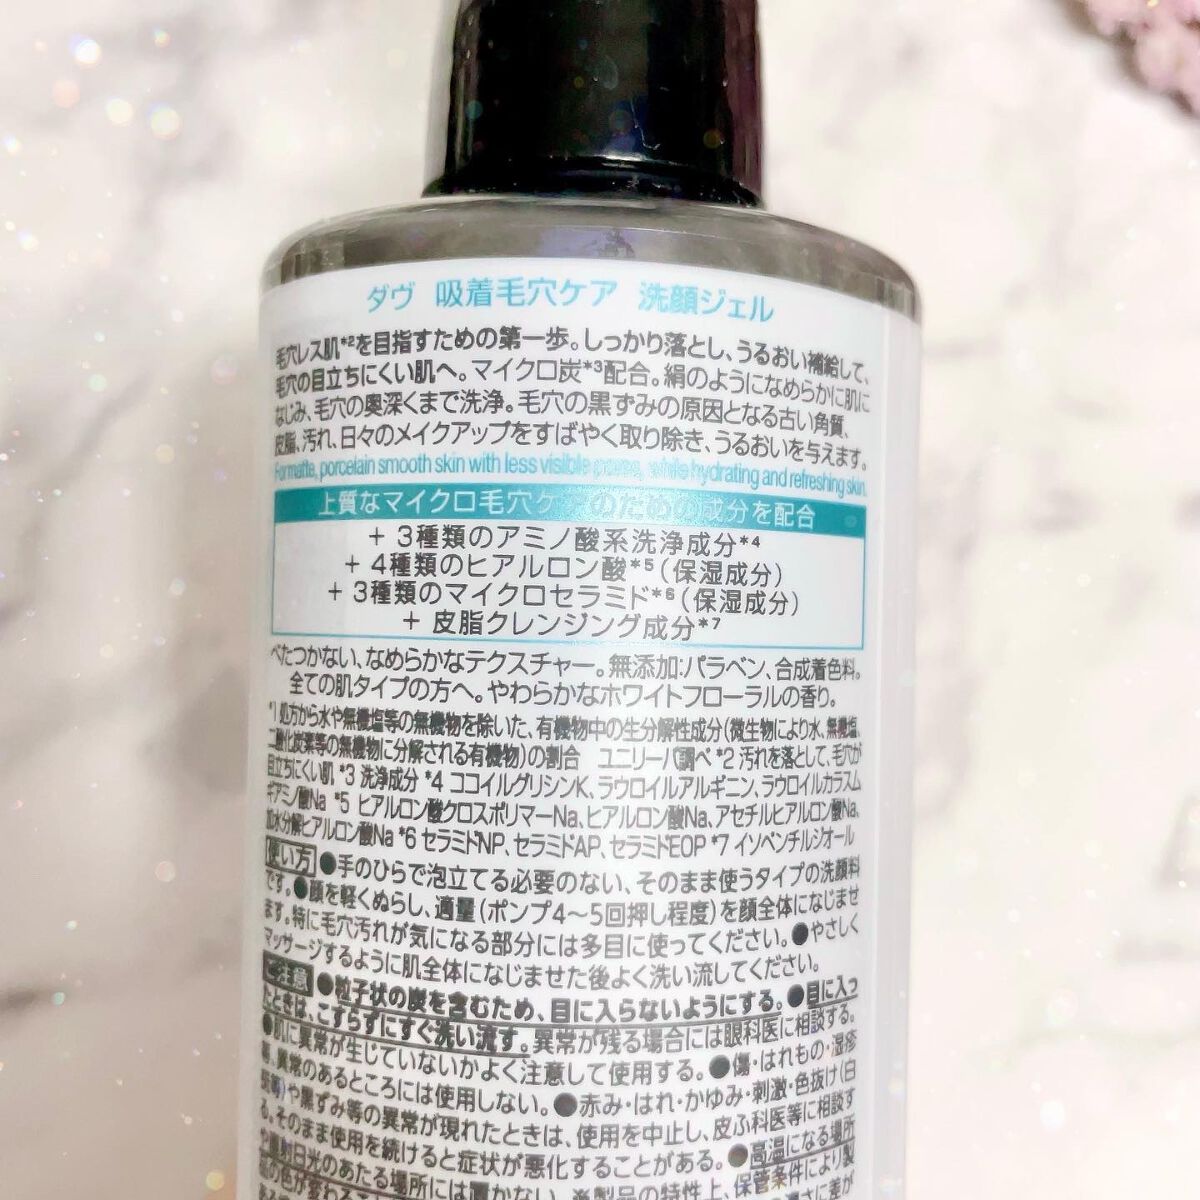 ダヴ 吸着毛穴ケア 洗顔ジェル
毛穴レス肌*2を目指すための第一歩。しっかり落とし、うるおい補給して、
毛穴の目立ちにくい肌へ。マイクロ炭*3配合。絹のようになめらかに肌に
なじみ、毛穴の奥深くまで洗浄。毛穴の黒ずみの原因となる古い角質、
皮脂、汚れ、日々のメイクアップをすばやく取り除き、うるおいを与えます。
For matte, porcelain smooth skin with less visible pores, while hydrating and refreshing skin.
上質なマイクロ毛穴ケアのための成分を配合
+ 3種類のアミノ酸系洗浄成分*4
+ 4種類のヒアルロン酸*5(保湿成分)
+ 3種類のマイクロセラミド*6(保湿成分)
+ 皮脂クレンジング成分*7
べたつかない、なめらかなテクスチャー。無添加:パラベン、合成着色料。
全ての肌タイプの方へ。やわらかなホワイトフローラルの香り。
*1 処方から水や無機塩等の無機物を除いた、有機物中の生分解性成分(微生物により水、無機塩、
二酸化炭素等の無機物に分解される有機物)の割合 ユニリーバ調べ *2 汚れを落として、毛穴が
目立ちにくい肌 *3 洗浄成分 *4 ココイルグリシンK、ラウロイルアルギニン、ラウロイルカラスム
ギアミノ酸Na *5 ヒアルロン酸クロスポリマーNa、ヒアルロン酸Na、アセチルヒアルロン酸Na、
加水分解ヒアルロン酸Na *6 セラミドNP、セラミドAP、セラミドEOP *7 イソペンチルジオール
使い方 ●手のひらで泡立てる必要のない、そのまま使うタイプの洗顔料
です。●顔を軽くぬらし、適量(ポンプ4〜5回押し程度)を顔全体になじませ
ます。特に毛穴汚れが気になる部分には多目に使ってください。●やさしく
マッサージするように肌全体になじませた後よく洗い流してください。
ご注意 ●粒子状の炭を含むため、目に入らないようにする。●目に入っ
たときは、こすらずにすぐ洗い流す。異常が残る場合には眼科医に相談する。
●肌に異常が生じていないかよく注意して使用する。●傷・はれもの・湿疹
等、異常のあるところには使用しない。●赤み・はれ・かゆみ・刺激・色抜け(白
斑等)や黒ずみ等の異常が現れたときは、使用を中止し、皮ふ科医等に相談す
る。そのまま使用を続けると症状が悪化することがある。●高温になる場所
や直射日光のあたる場所には置かない。※製品の特性上、保管条件により製
品の色が変わる